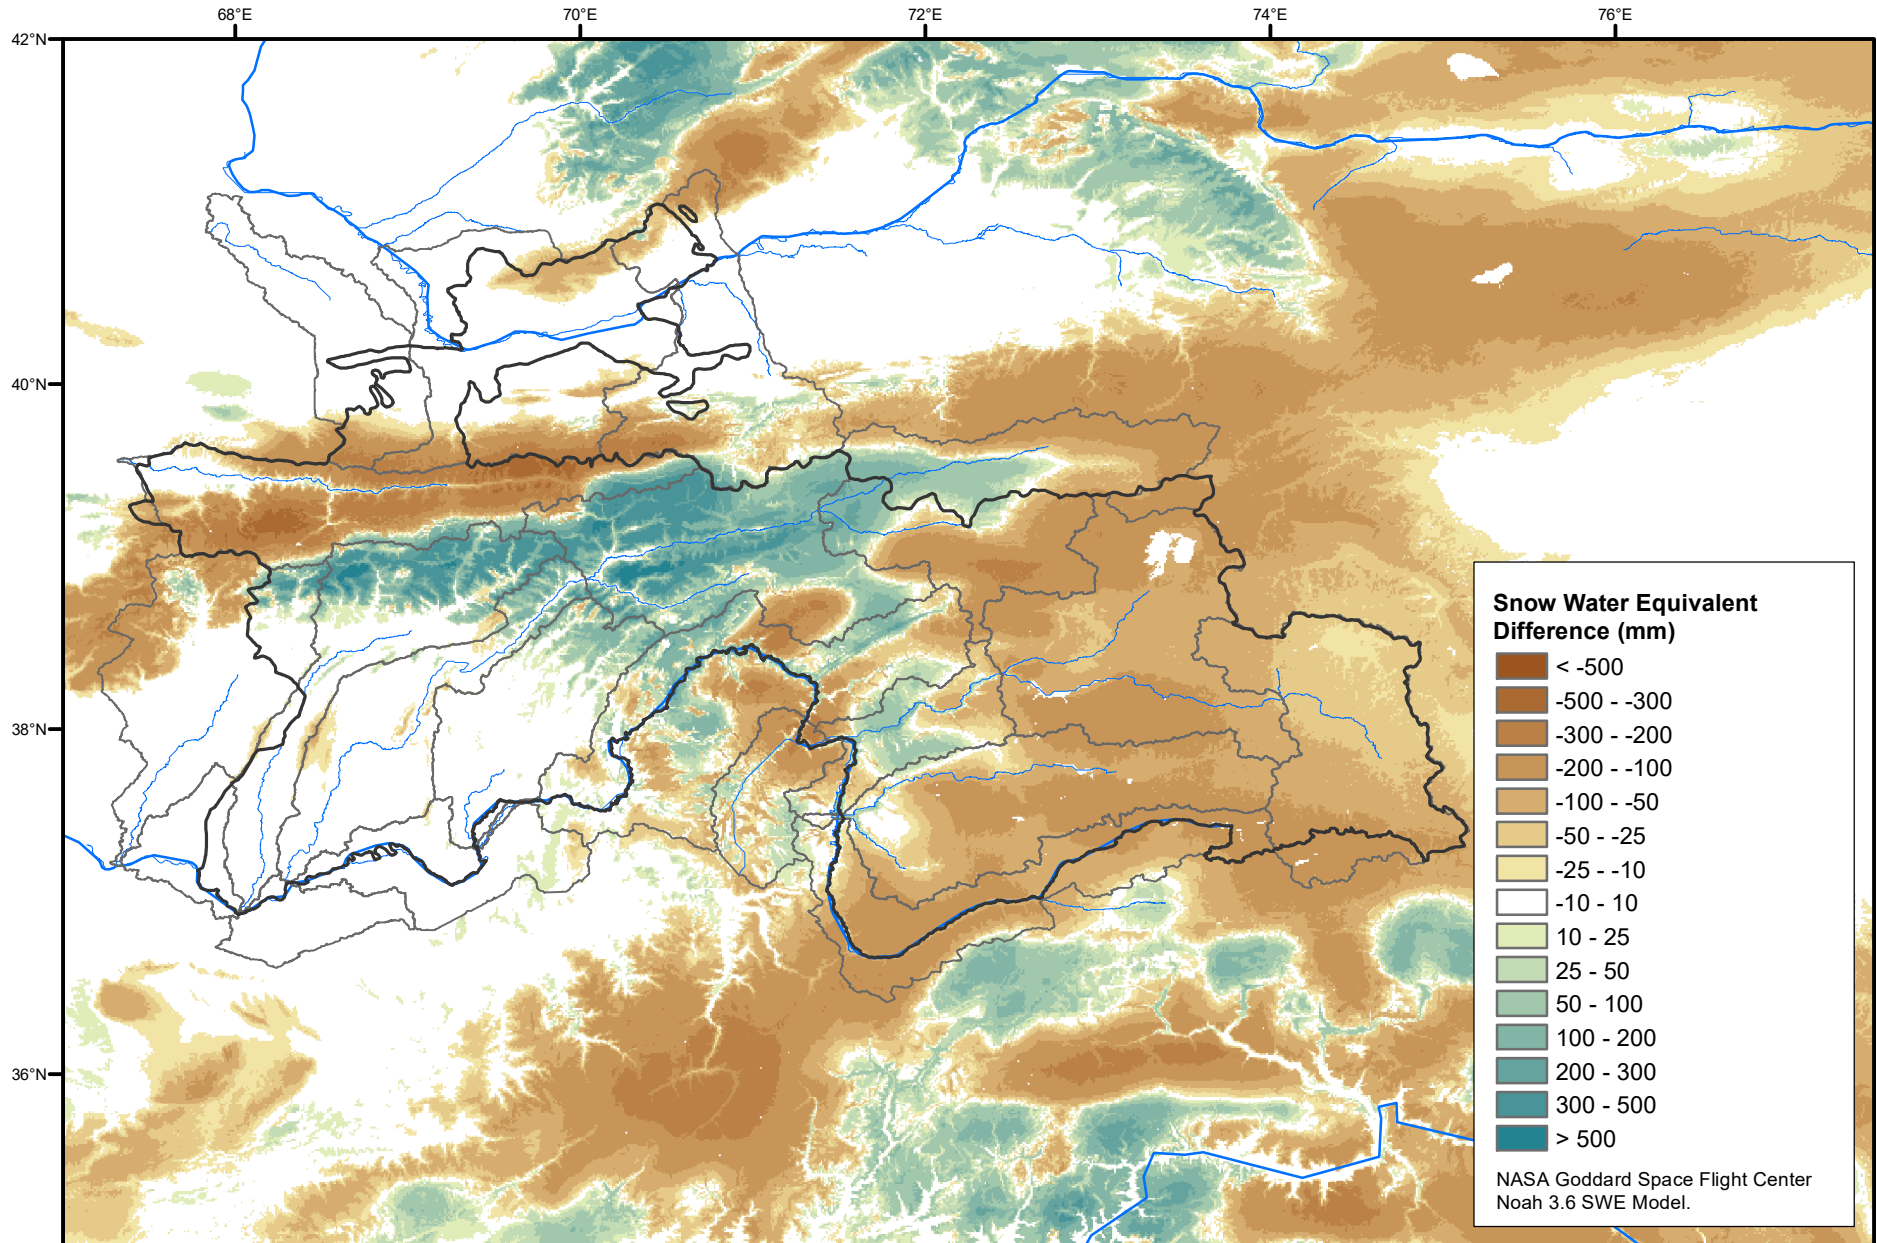 68°E
70°E
72°E
74°E
76°E
42°N
40°N
38°N
36°N
Snow Water Equivalent
Difference (mm)
< -500
-500 - -300
-300 - -200
-200 - -100
-100 - -50
-50 - -25
-25 - -10
-10 - 10
10 - 25
25 - 50
50 - 100
100 - 200
200 - 300
300 - 500
> 500
NASA Goddard Space Flight Center
Noah 3.6 SWE Model.